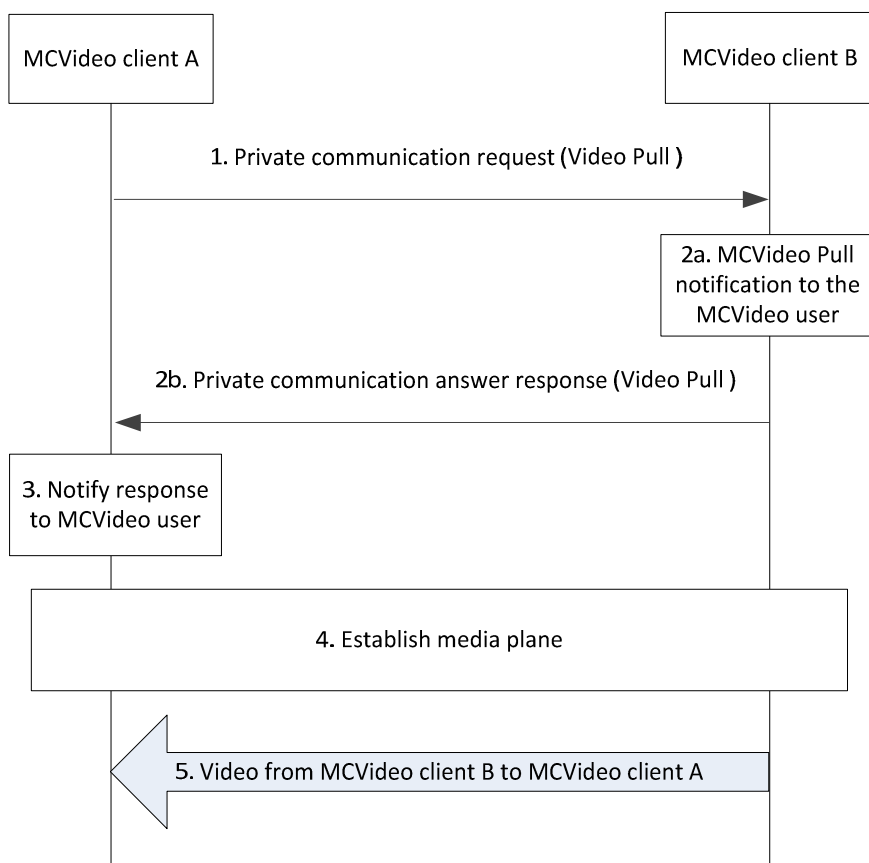 MCVideo client A
MCVideo client B
1. Private communication request (Video Pull )
2a. MCVideo Pull
notification to the
MCVideo user
2b. Private communication answer response (Video Pull )
3. Notify response
to MCVideo user
4. Establish media plane
5. Video from MCVideo client B to MCVideo client A